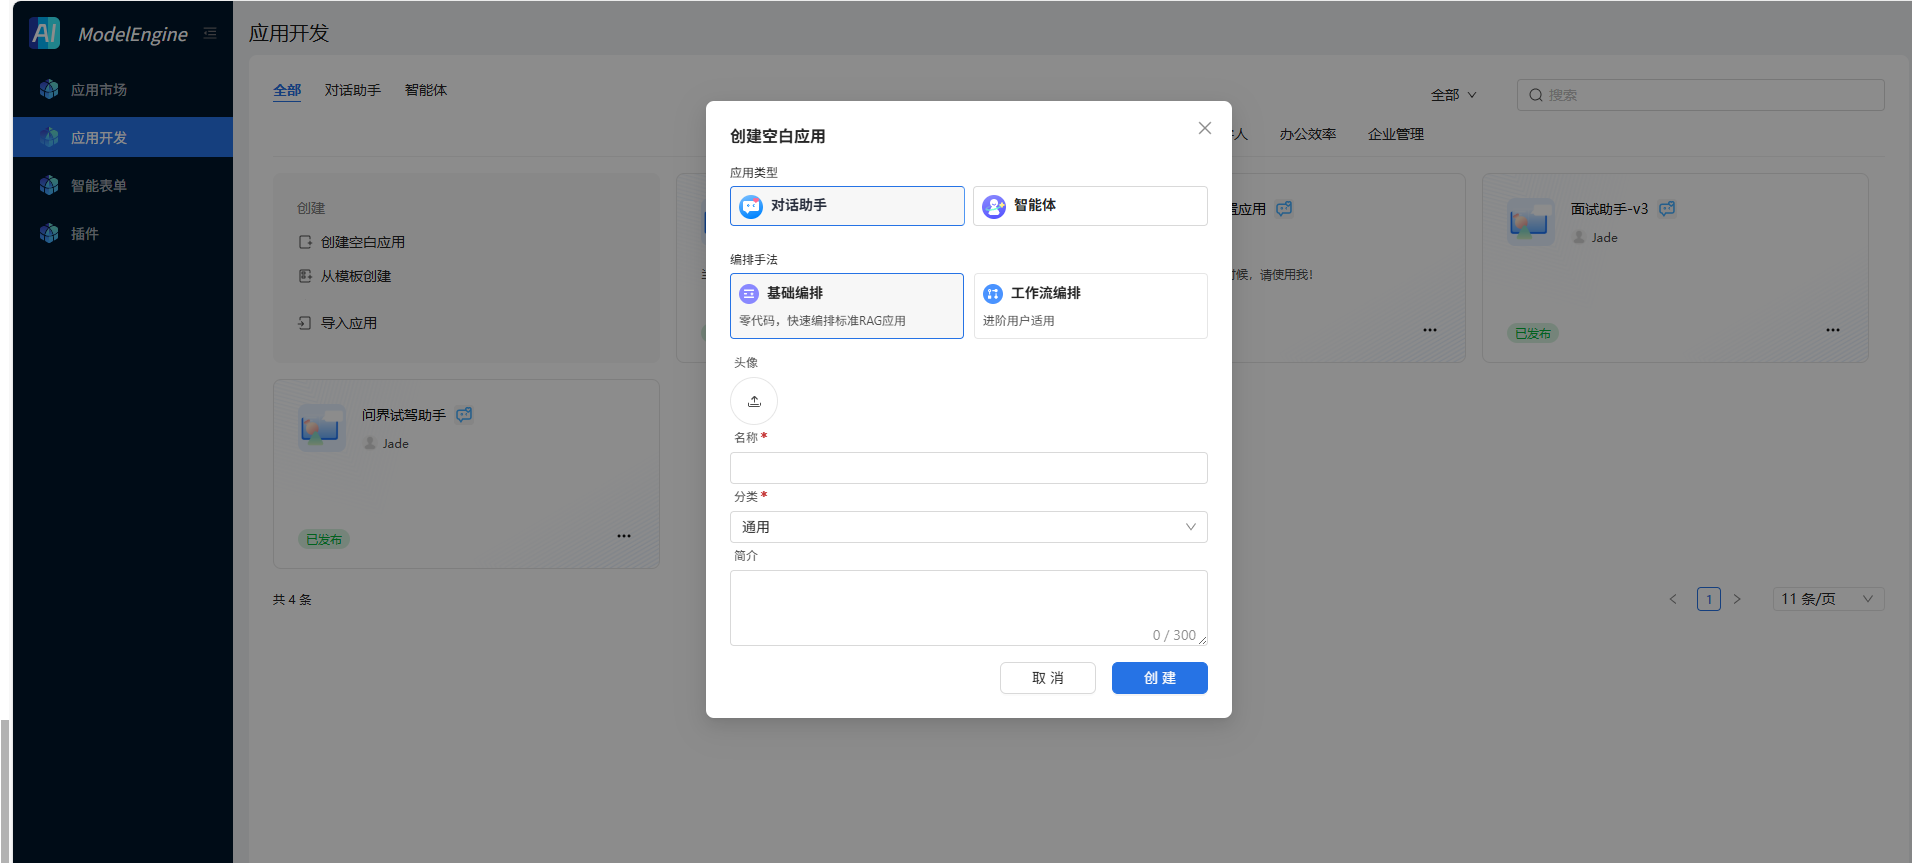 AI ModelEngine
应用市场
应用开发
智能表单
插件
应用开发
全部 对话助手 智能体
全部
搜索
人 办公效率 企业管理
创建
创建空白应用
从模板创建
导入应用
置应用
时候，请使用我！
面试助手-v3
Jade
已发布
问界试驾助手
Jade
已发布
共 4 条
1
11 条/页
创建空白应用
应用类型
对话助手
智能体
编排手法
基础编排
零代码，快速编排标准RAG应用
工作流编排
进阶用户适用
头像
名称 *
分类 *
通用
简介
0 / 300
取 消
创 建